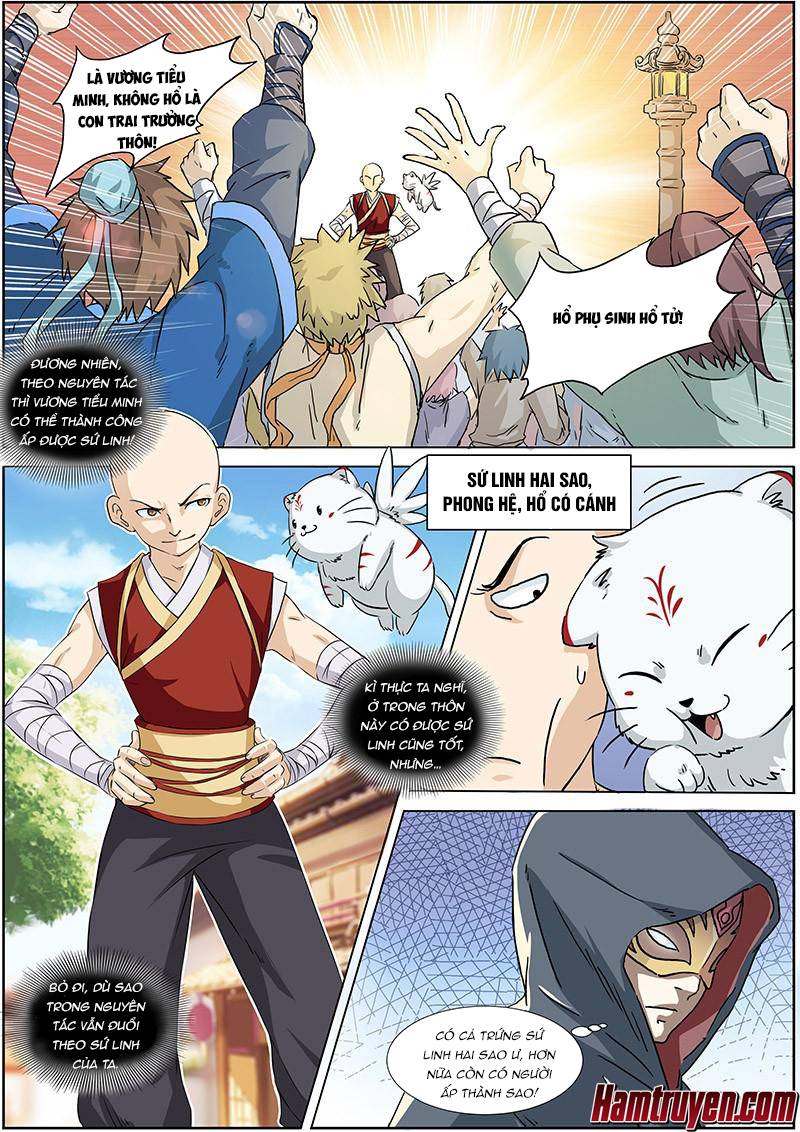 LÀ VƯƠNG TIỂU
MINH, KHÔNG HỔ LÀ
CON TRAI TRƯỞNG
THÔN!
HỔ PHỤ SINH HỔ TỬ!
ĐƯƠNG NHIÊN,
THEO NGUYÊN TÁC
THÌ VƯƠNG TIỂU MINH
CÓ THỂ THÀNH CÔNG
ẤP ĐƯỢC SỨ LINH!
SỨ LINH HAI SAO,
PHONG HỆ, HỔ CÓ CÁNH
KÌ THỰC TA NGHĨ,
Ở TRONG THÔN
NÀY CÓ ĐƯỢC SỨ
LINH CŨNG TỐT,
NHƯNG...
BỎ ĐI, DÙ SAO
TRONG NGUYÊN
TÁC VẪN ĐUỔI
THEO SỨ LINH
CỦA TA.
CÓ CẢ TRỨNG SỨ
LINH HAI SAO Ư, HƠN
NỮA CÒN CÓ NGƯỜI
ẤP THÀNH SAO!
Hamtruyen.com